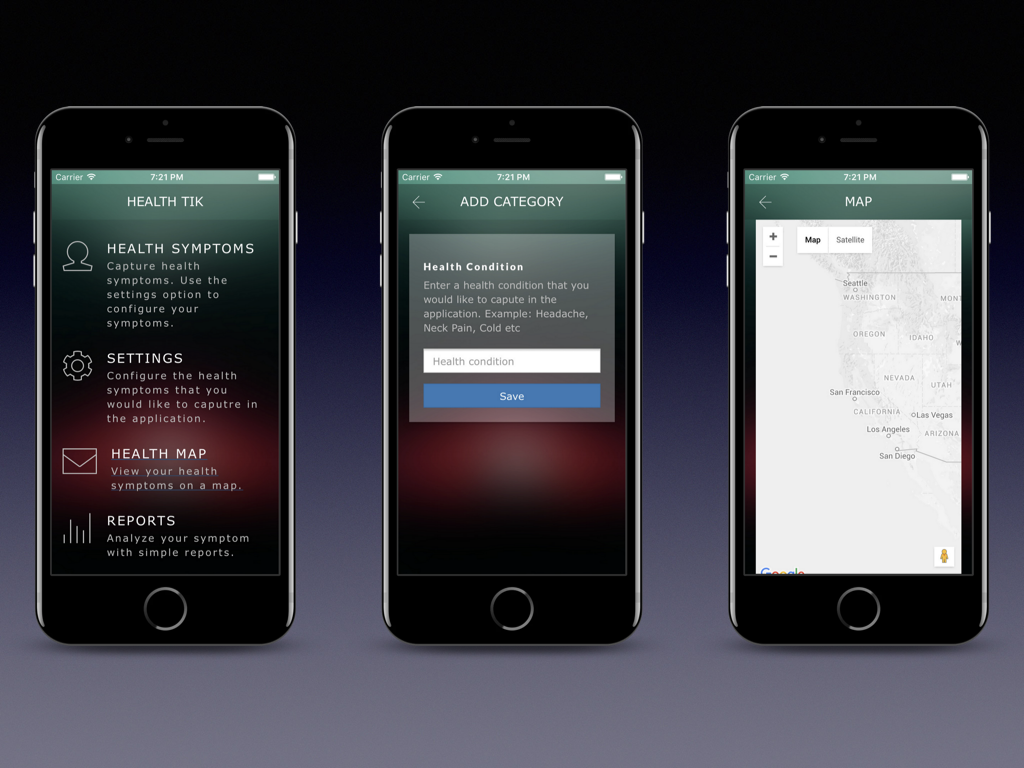 Carrier 7:21 PM
HEALTH TIK
HEALTH SYMPTOMS
Capture health
symptoms. Use the
settings option to
configure your
symptoms.
SETTINGS
Configure the health
symptoms that you
would like to caputre in
the application.
HEALTH MAP
View your health
symptoms on a map.
REPORTS
Analyze your symptom
with simple reports.
Carrier 7:21 PM
ADD CATEGORY
Health Condition
Enter a health condition that you
would like to capute in the
application. Example: Headache,
Neck Pain, Cold etc
Health condition
Save
Carrier 7:21 PM
MAP
+
Map Satellite
−
Seattle
WASHINGTON MONT
OREGON IDAHO
W
NEVADA
UTAH
San Francisco
CALIFORNIA Las Vegas
Los Angeles ARIZONA
San Diego
Google